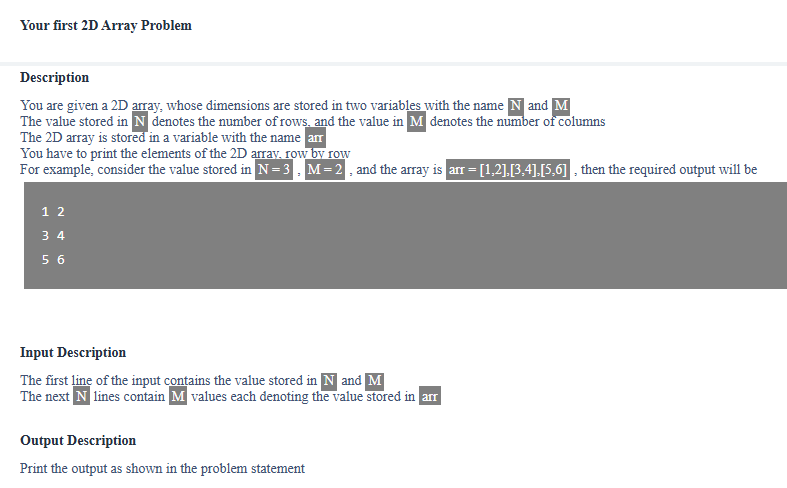 Your first 2D Array Problem
Description
You are given a 2D array, whose dimensions are stored in two variables with the name N and M
The value stored in N denotes the number of rows, and the value in M denotes the number of columns
The 2D array is stored in a variable with the name arr
You have to print the elements of the 2D array, row by row
For example, consider the value stored in N = 3 , M = 2 , and the array is arr = [1,2],[3,4],[5,6] , then the required output will be
1 2
3 4
5 6
Input Description
The first line of the input contains the value stored in N and M
The next N lines contain M values each denoting the value stored in arr
Output Description
Print the output as shown in the problem statement